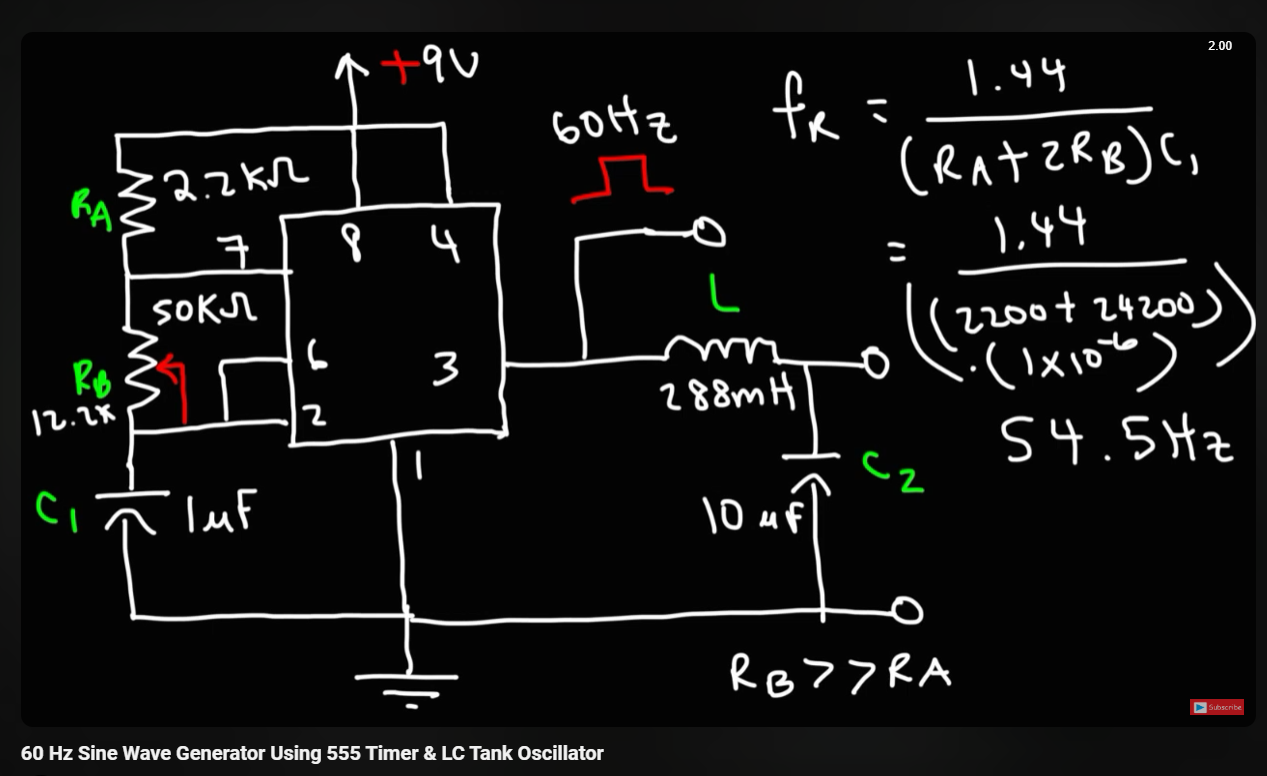 2.00
+9V
60Hz
fR = 1.44
(RA+2RB)C1
= 1.44
((2200+24200)
.(1x10-6))
54.5Hz
RA
2.2KΩ
7
8
4
50KΩ
L
RB
12.2K
6
3
2
288mH
C1
1uF
1
C2
10uF
RB>>RA
Subscribe
60 Hz Sine Wave Generator Using 555 Timer & LC Tank Oscillator